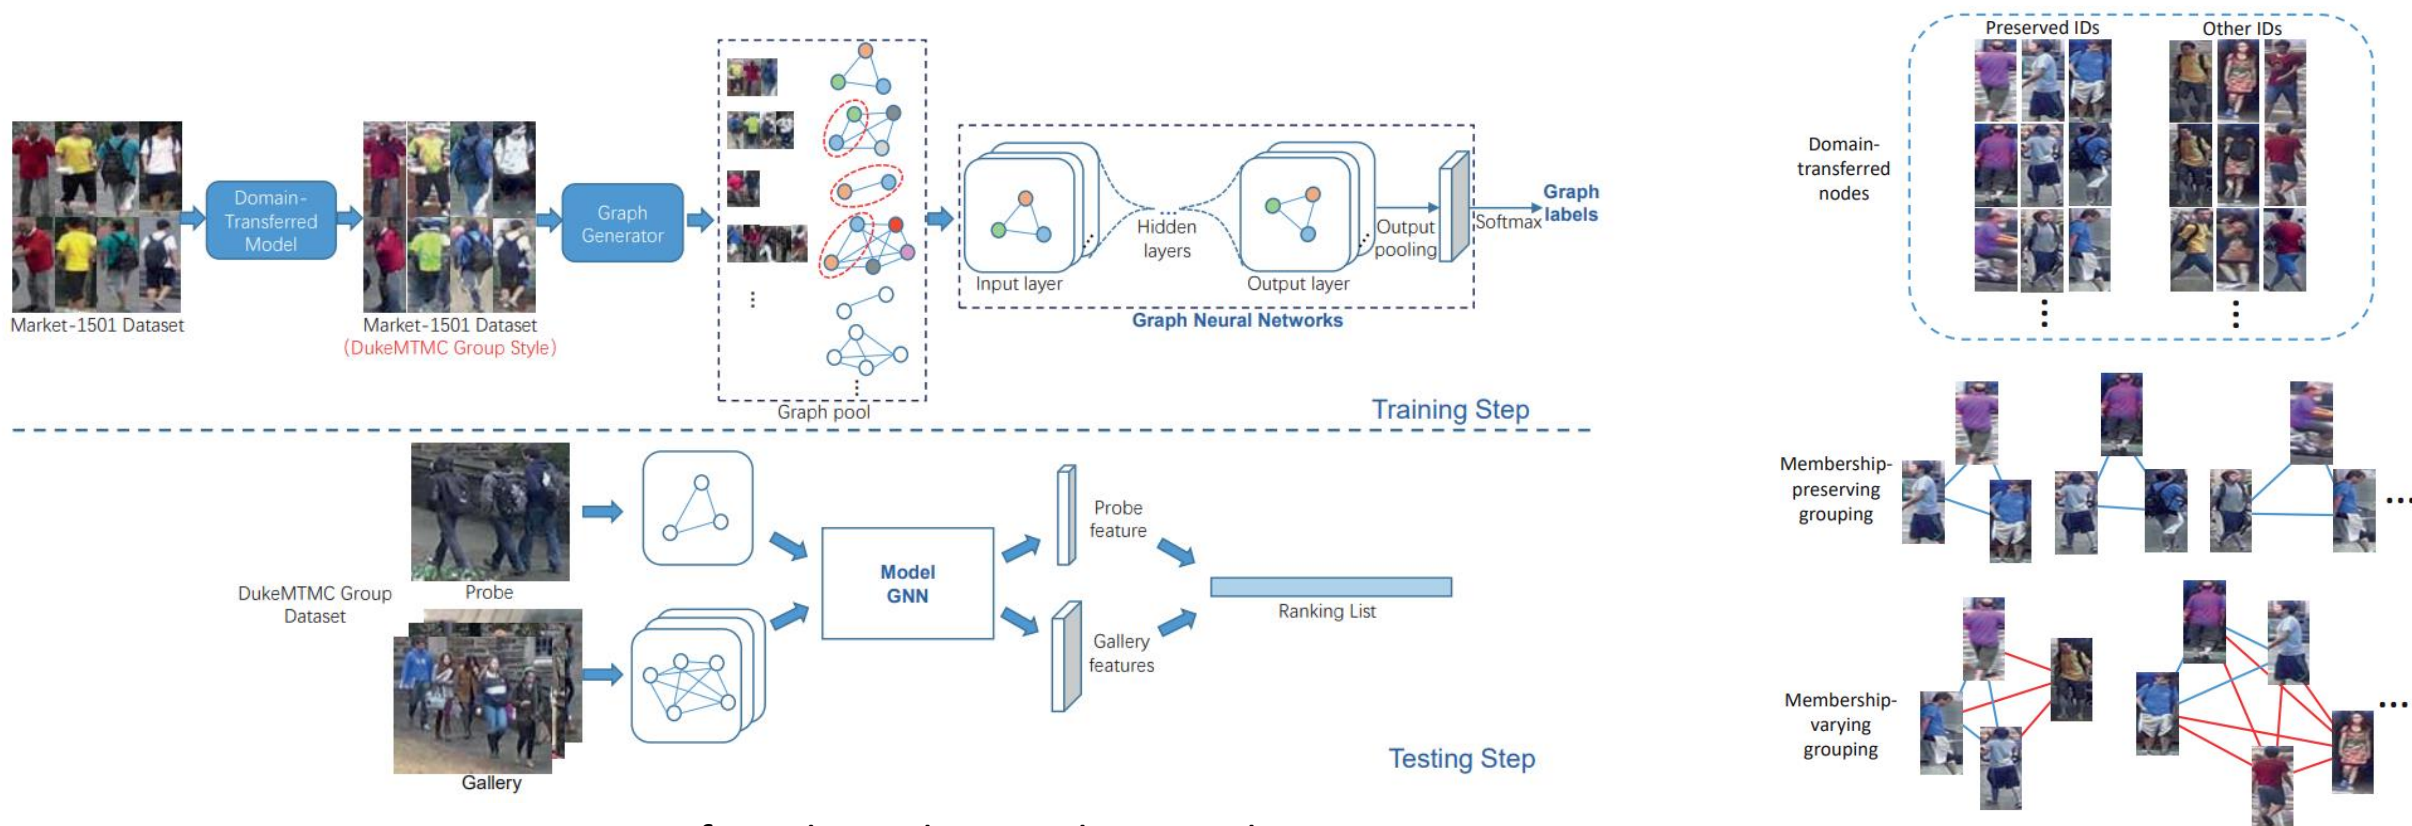 Market-1501 Dataset
Domain-
Transferred
Model
Market-1501 Dataset
(DukeMTMC Group Style)
Graph
Generator
Graph pool
Input layer
Hidden
layers
Output layer
Output
pooling
Softmax
Graph
labels
Graph Neural Networks
Training Step
DukeMTMC Group
Dataset
Probe
Gallery
Model
GNN
Probe
feature
Gallery
features
Ranking List
Testing Step
Preserved IDs
Other IDs
Domain-
transferred
nodes
Membership-
preserving
grouping
Membership-
varying
grouping